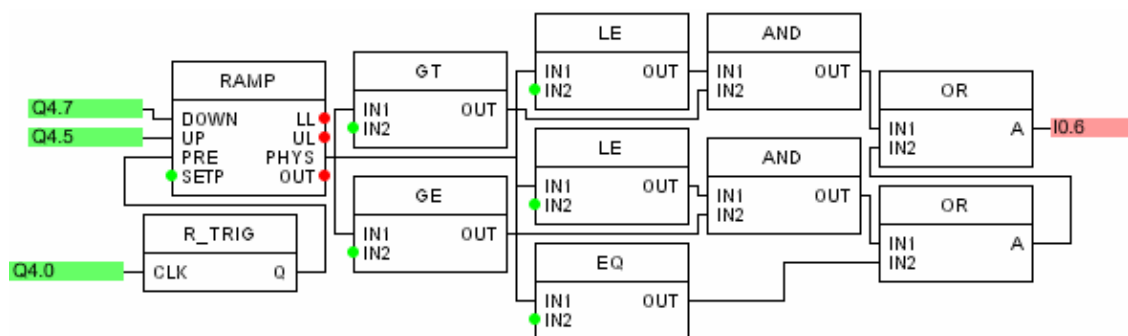 LE
AND
IN1 OUT
IN2
IN1 OUT
IN2
GT
IN1 OUT
IN2
RAMP
Q4.7
Q4.5
DOWN LL
UP UL
PRE PHYS
SETP OUT
OR
IN1 A
IN2
I0.6
LE
IN1 OUT
IN2
AND
IN1 OUT
IN2
GE
IN1 OUT
IN2
OR
IN1 A
IN2
R_TRIG
Q4.0
CLK Q
EQ
IN1 OUT
IN2